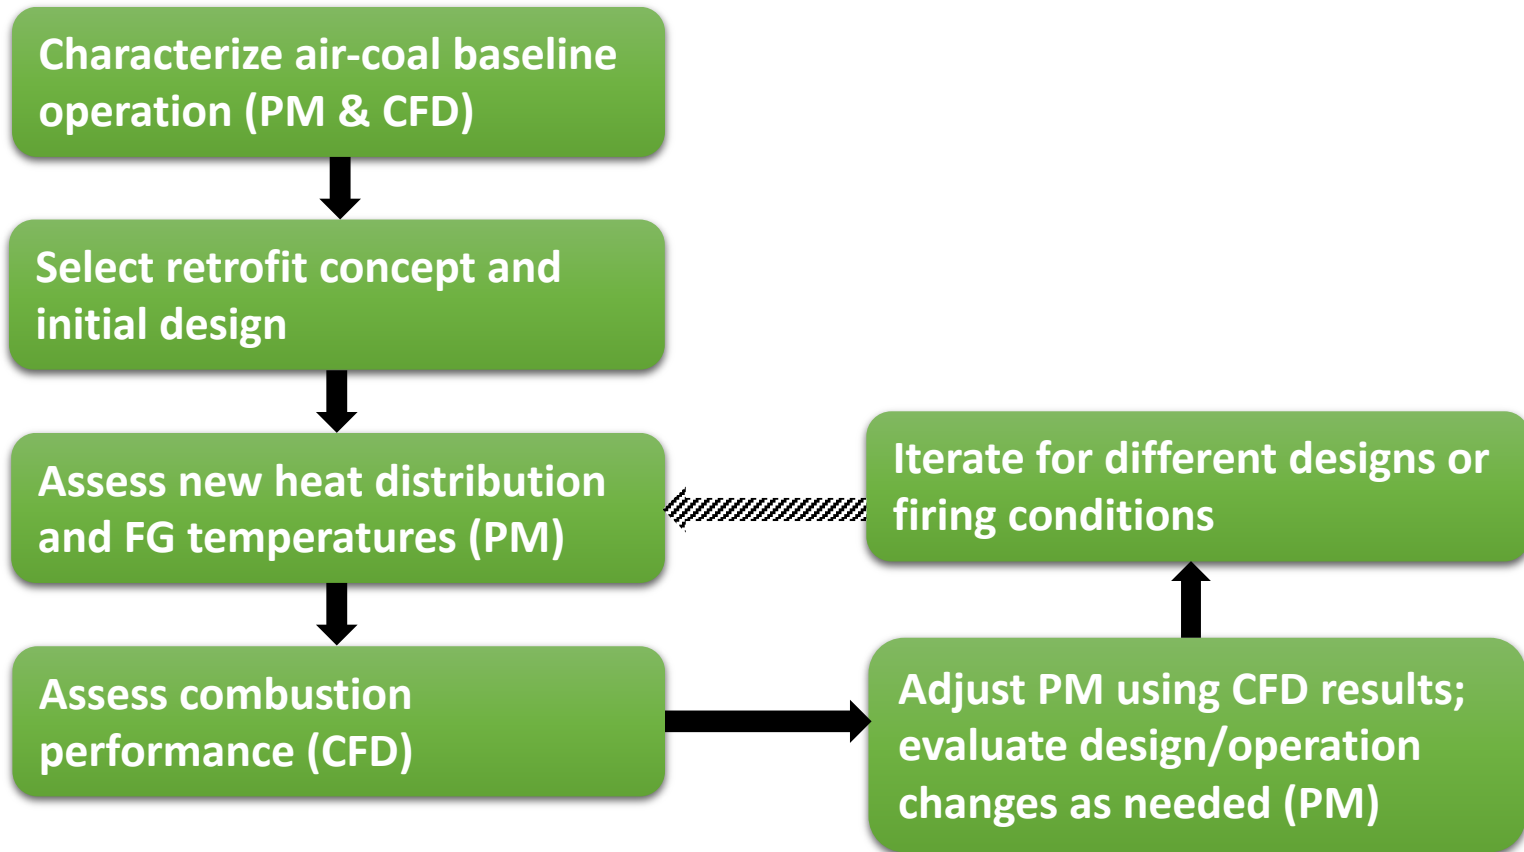 Characterize air-coal baseline
operation (PM & CFD)
Select retrofit concept and
initial design
Assess new heat distribution
and FG temperatures (PM)
Assess combustion
performance (CFD)
Adjust PM using CFD results;
evaluate design/operation
changes as needed (PM)
Iterate for different designs or
firing conditions